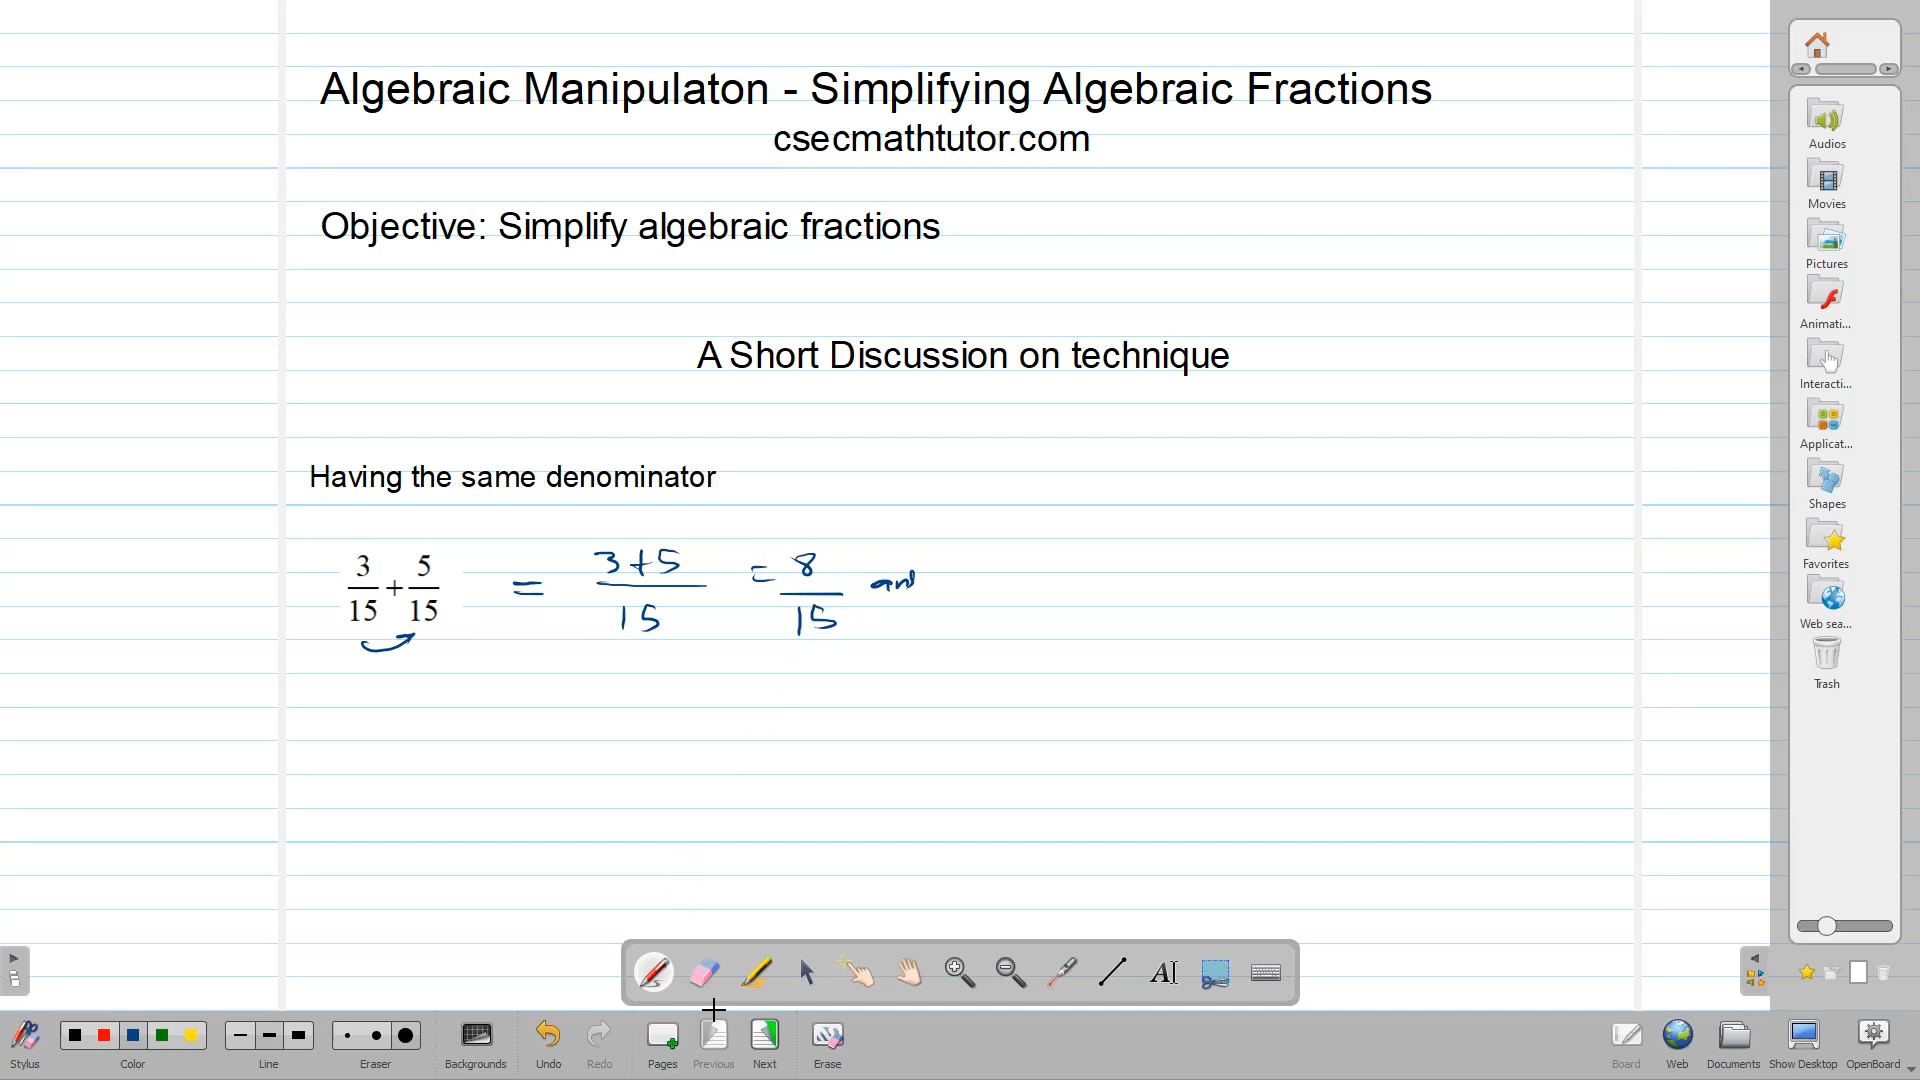 Algebraic Manipulaton - Simplifying Algebraic Fractions
csecmathtutor.com
Objective: Simplify algebraic fractions
A Short Discussion on technique
Having the same denominator
3/15 + 5/15 = 3+5/15 = 8/15 ans
Audios
Movies
Pictures
Animati...
Interacti...
Applicat...
Shapes
Favorites
Web sea...
Trash
AI
Stylus
Color
Line
Eraser
Backgrounds
Undo
Redo
Pages
Previous
Next
Erase
Board
Web
Documents
Show Desktop
OpenBoard